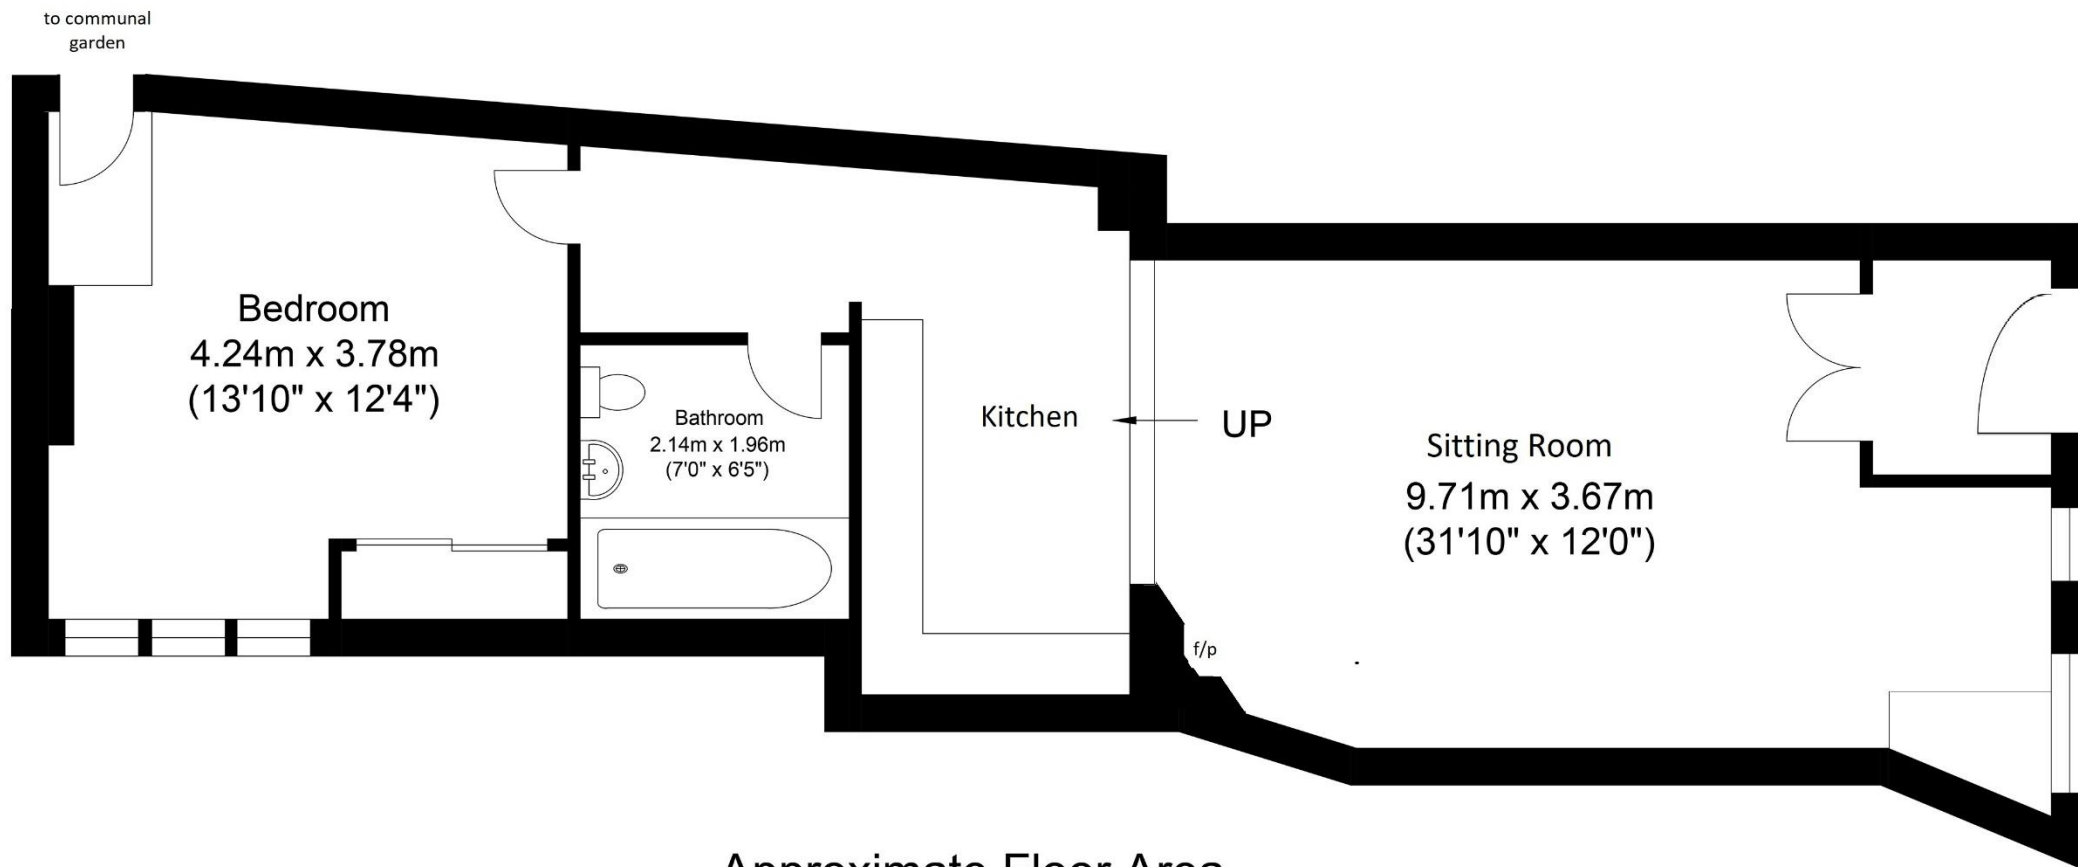 to communal
garden
Bedroom
4.24m x 3.78m
(13'10" x 12'4")
Bathroom
2.14m x 1.96m
(7'0" x 6'5")
Kitchen
UP
Sitting Room
9.71m x 3.67m
(31'10" x 12'0")
f/p
Approximate Floor Area